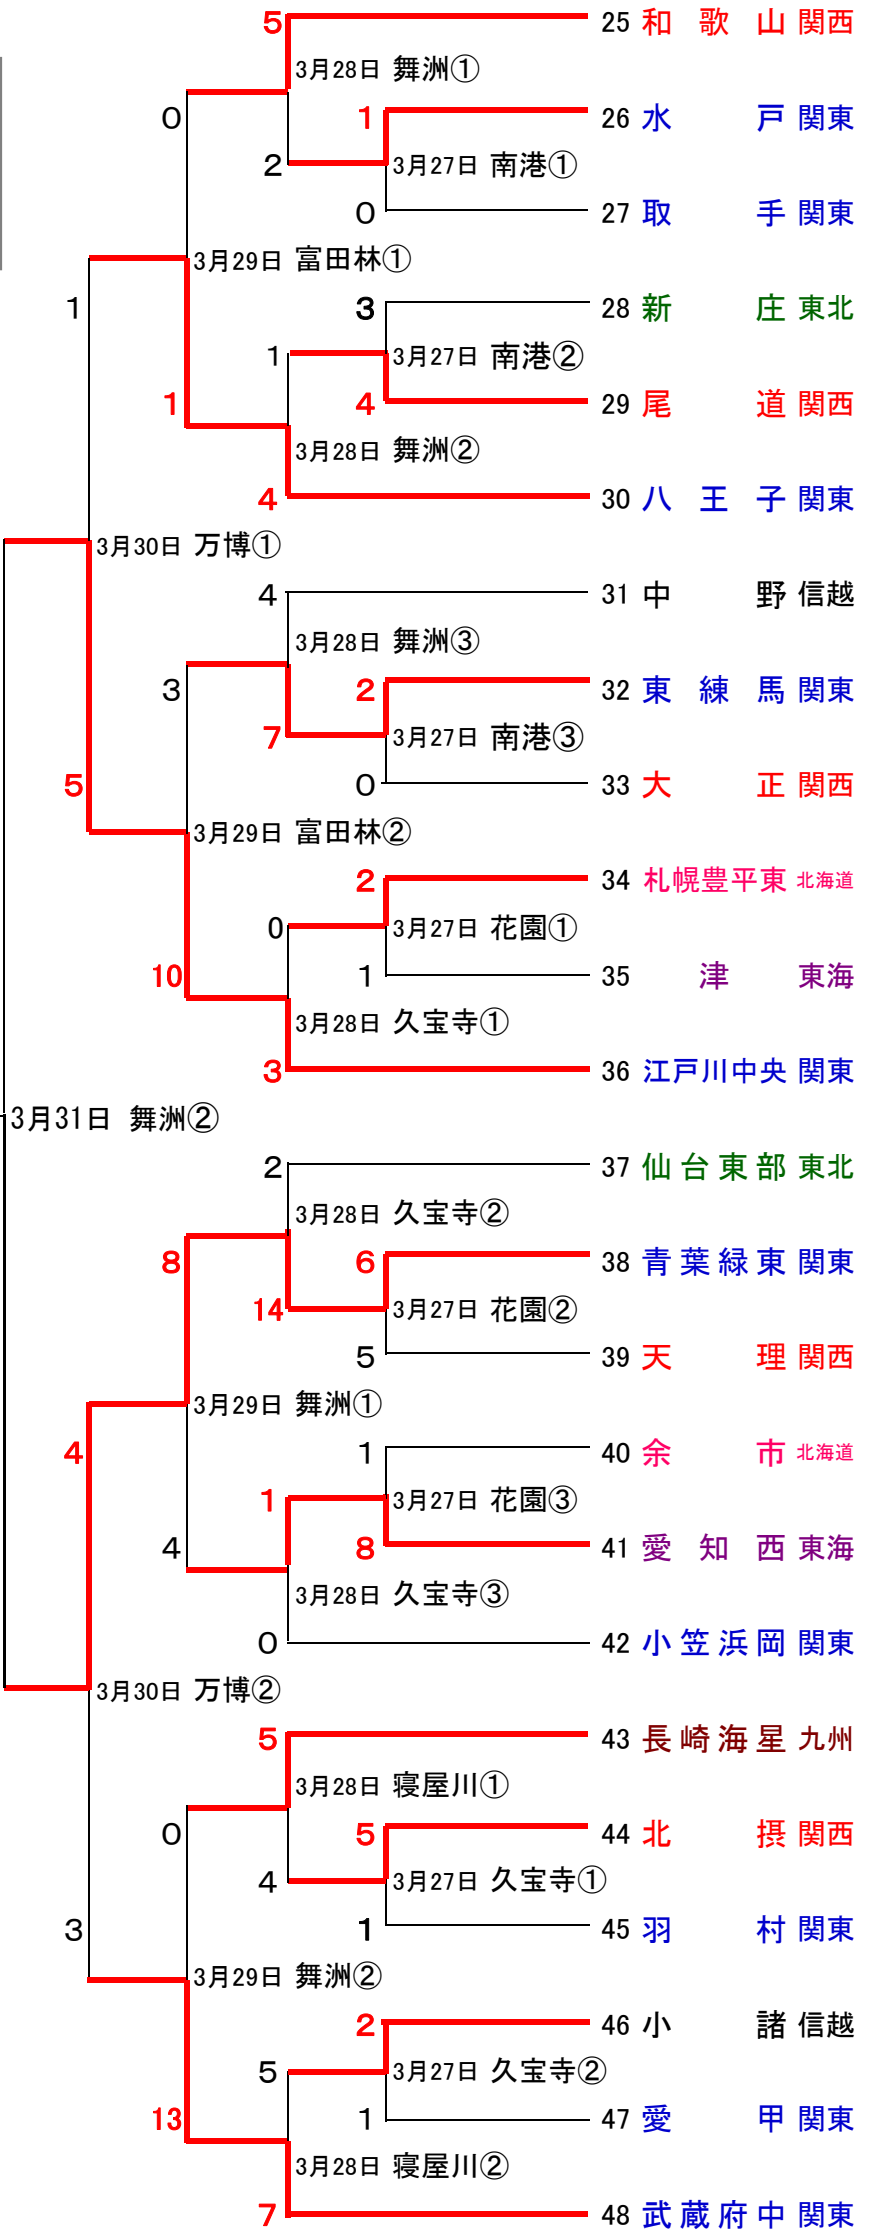 5 25 和歌山 関西
3月28日 舞洲①
0 1 26 水戸 関東
2 3月27日 南港①
0 27 取手 関東
3月29日 富田林①
1 3 28 新庄 東北
1 3月27日 南港②
1 4 29 尾道 関西
3月28日 舞洲②
4 30 八王子 関東
3月30日 万博①
4 31 中野 信越
3月28日 舞洲③
3 2 32 東練馬 関東
7 3月27日 南港③
5 0 33 大正 関西
3月29日 富田林②
2 34 札幌豊平東 北海道
0 3月27日 花園①
10 1 35 津 東海
3月28日 久宝寺①
3 36 江戸川中央 関東
3月31日 舞洲②
2 37 仙台東部 東北
3月28日 久宝寺②
8 6 38 青葉緑東 関東
14 3月27日 花園②
5 39 天理 関西
3月29日 舞洲①
4 1 40 余市 北海道
1 3月27日 花園③
4 8 41 愛知西 東海
3月28日 久宝寺③
0 42 小笠浜岡 関東
3月30日 万博②
5 43 長崎海星 九州
3月28日 寝屋川①
0 5 44 北摂 関西
4 3月27日 久宝寺①
3 1 45 羽村 関東
3月29日 舞洲②
2 46 小諸 信越
5 3月27日 久宝寺②
13 1 47 愛甲 関東
3月28日 寝屋川②
7 48 武蔵府中 関東